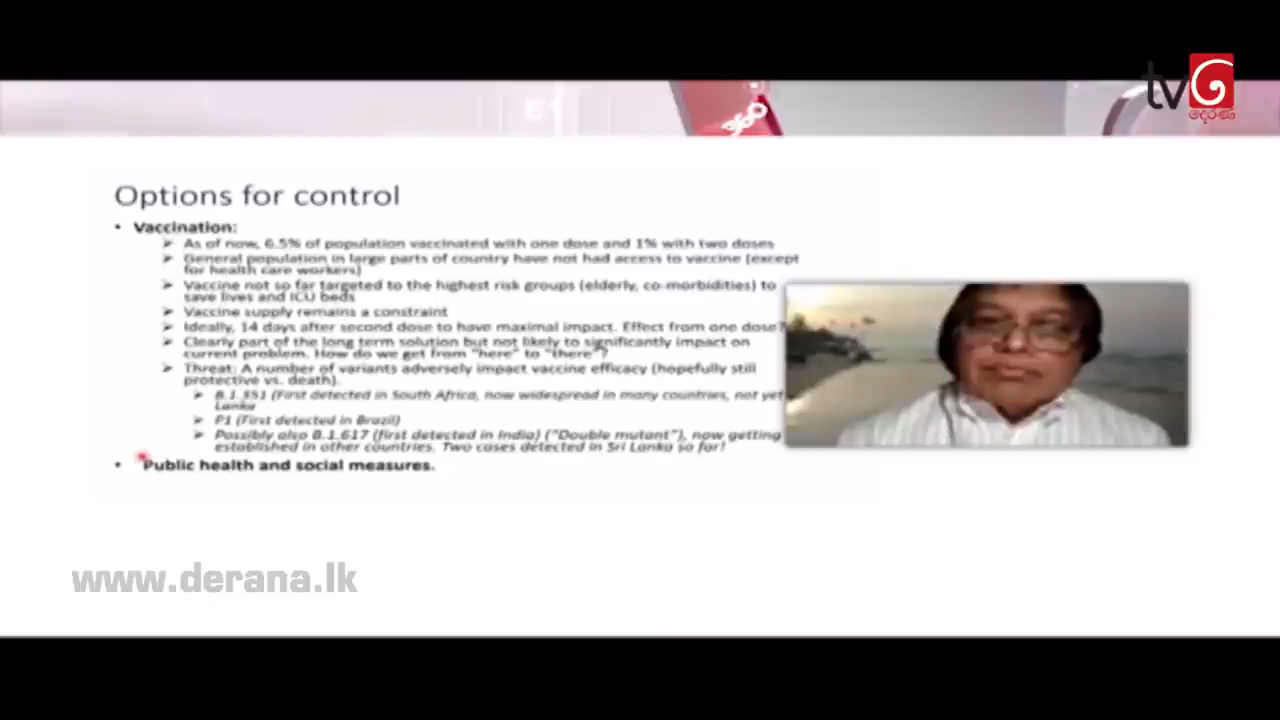 tv
දෙරණ
360
Options for control
• Vaccination:
➢ As of now, 6.5% of population vaccinated with one dose and 1% with two doses
➢ General population in large parts of country have not had access to vaccine (except
for health care workers)
➢ Vaccine not so far targeted to the highest risk groups (elderly, co morbidities) to
save lives and ICU beds
➢ Vaccine supply remains a constraint
➢ Ideally, 14 days after second dose to have maximal impact. Effect from one dose?
➢ Clearly part of the long term solution but not likely to significantly impact on
current problem. How do we get from "here" to "there"?
➢ Threat: A number of variants adversely impact vaccine efficacy (hopefully still
protective vs. death).
➢ B.1.351 (First detected in South Africa, now widespread in many countries, not yet
Lanka
➢ P1 (First detected in Brazil)
➢ Possibly also B.1.617 (first detected in India) ("Double mutant"), now getting
established in other countries. Two cases detected in Sri Lanka so far!
• Public health and social measures.
www.derana.lk